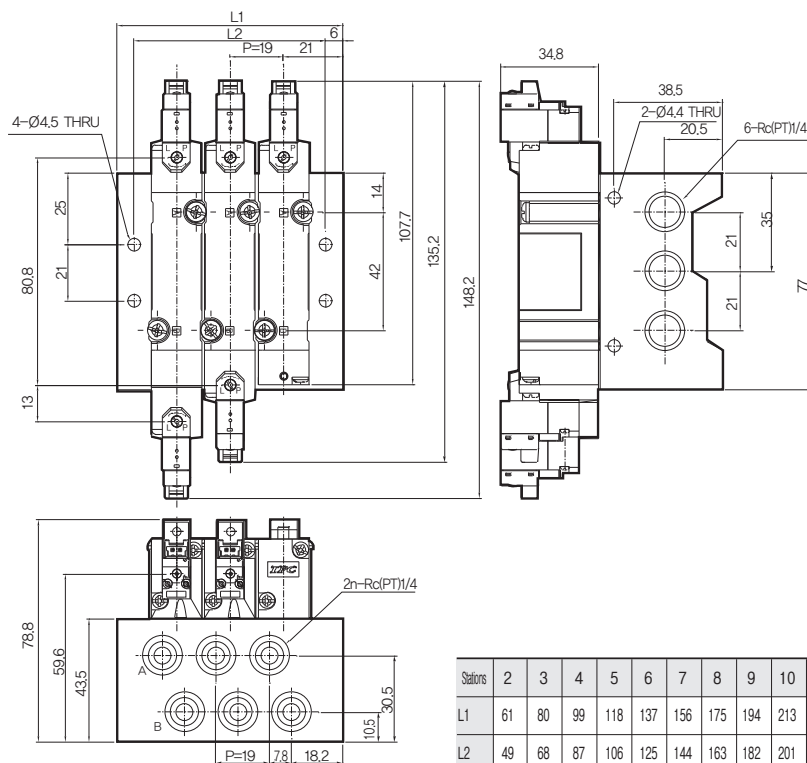 L1
L2
6
P=19
21
34.8
38.5
4-Ø4.5 THRU
2-Ø4.4 THRU
20.5
6-Rc(PT)1/4
L P
L P
L P
25
21
80.8
13
14
42
107.7
135.2
148.2
21
21
35
77
L P
L P
TPC
2n-Rc(PT)1/4
78.8
59.6
43.5
A
B
30.5
10.5
P=19
7.8
18.2
Stations 2 3 4 5 6 7 8 9 10
L1 61 80 99 118 137 156 175 194 213
L2 49 68 87 106 125 144 163 182 201